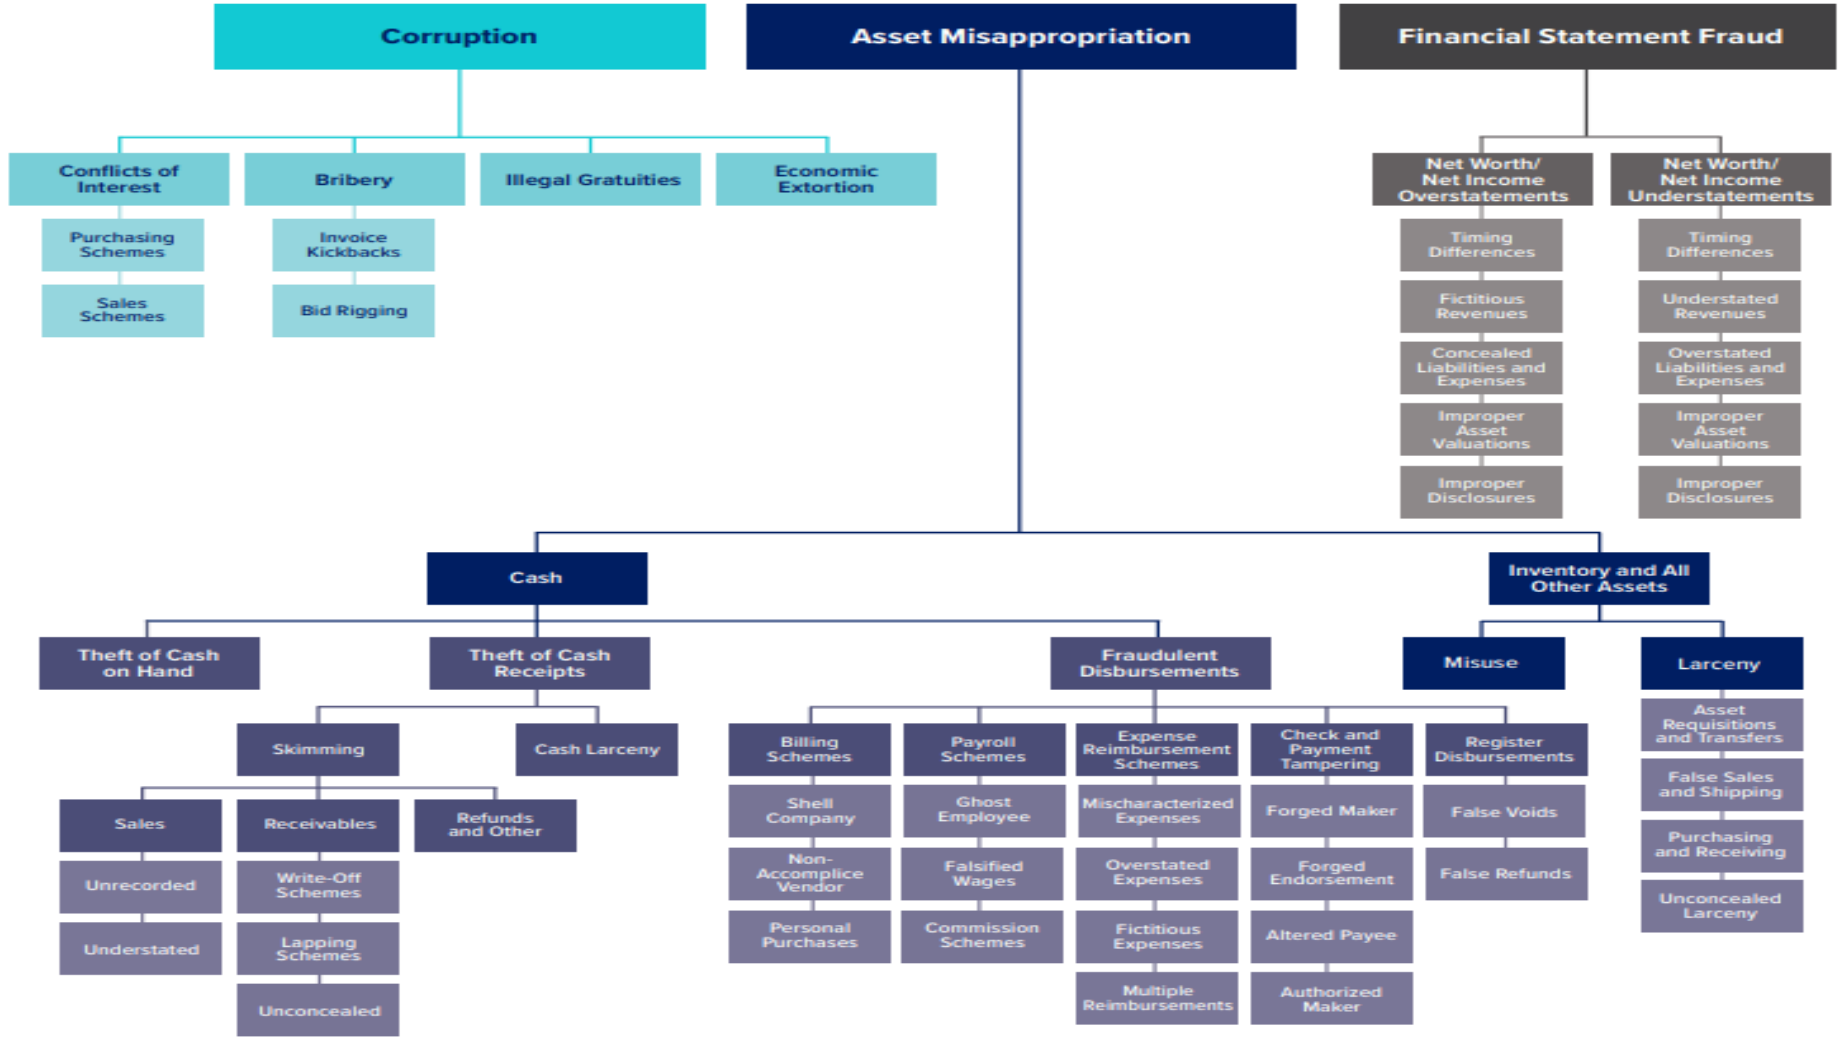 Corruption
Asset Misappropriation
Financial Statement Fraud
Conflicts of
Interest
Bribery
Illegal Gratuities
Economic
Extortion
Purchasing
Schemes
Sales
Schemes
Invoice
Kickbacks
Bid Rigging
Net Worth/
Net Income
Overstatements
Net Worth/
Net Income
Understatements
Timing
Differences
Fictitious
Revenues
Concealed
Liabilities and
Expenses
Improper
Asset
Valuations
Improper
Disclosures
Timing
Differences
Understated
Revenues
Overstated
Liabilities and
Expenses
Improper
Asset
Valuations
Improper
Disclosures
Cash
Inventory and All
Other Assets
Theft of Cash
on Hand
Theft of Cash
Receipts
Fraudulent
Disbursements
Misuse
Larceny
Skimming
Cash Larceny
Sales
Receivables
Refunds
and Other
Unrecorded
Understated
Write-Off
Schemes
Lapping
Schemes
Unconcealed
Billing
Schemes
Shell
Company
Non-
Accomplice
Vendor
Personal
Purchases
Payroll
Schemes
Ghost
Employee
Falsified
Wages
Commission
Schemes
Expense
Reimbursement
Schemes
Mischaracterized
Expenses
Overstated
Expenses
Fictitious
Expenses
Multiple
Reimbursements
Check and
Payment
Tampering
Forged Maker
Forged
Endorsement
Altered Payee
Authorized
Maker
Register
Disbursements
False Voids
False Refunds
Asset
Requisitions
and Transfers
False Sales
and Shipping
Purchasing
and Receiving
Unconcealed
Larceny